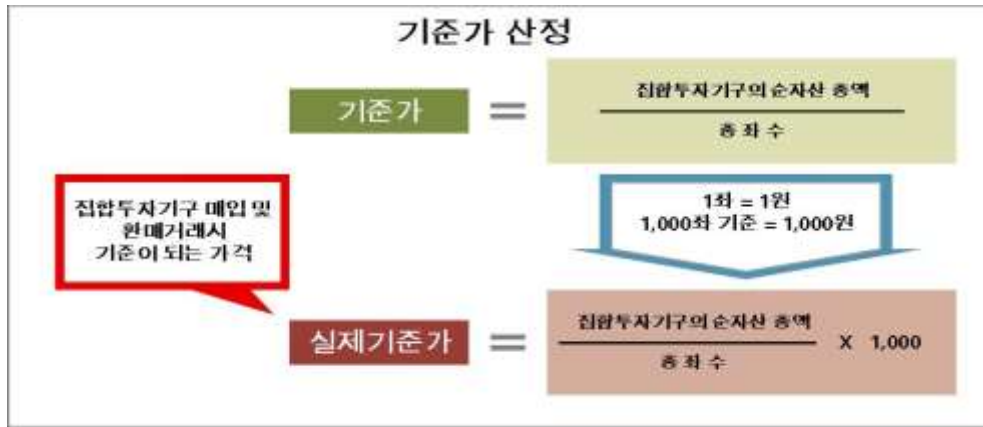 기준가 산정
기준가
=
집합투자기구의 순자산 총액
총 좌 수
집합투자기구 매입 및
환매거래시
기준이 되는 가격
1좌 = 1원
1,000좌 기준 = 1,000원
실제기준가
=
집합투자기구의 순자산 총액
총 좌 수
X 1,000